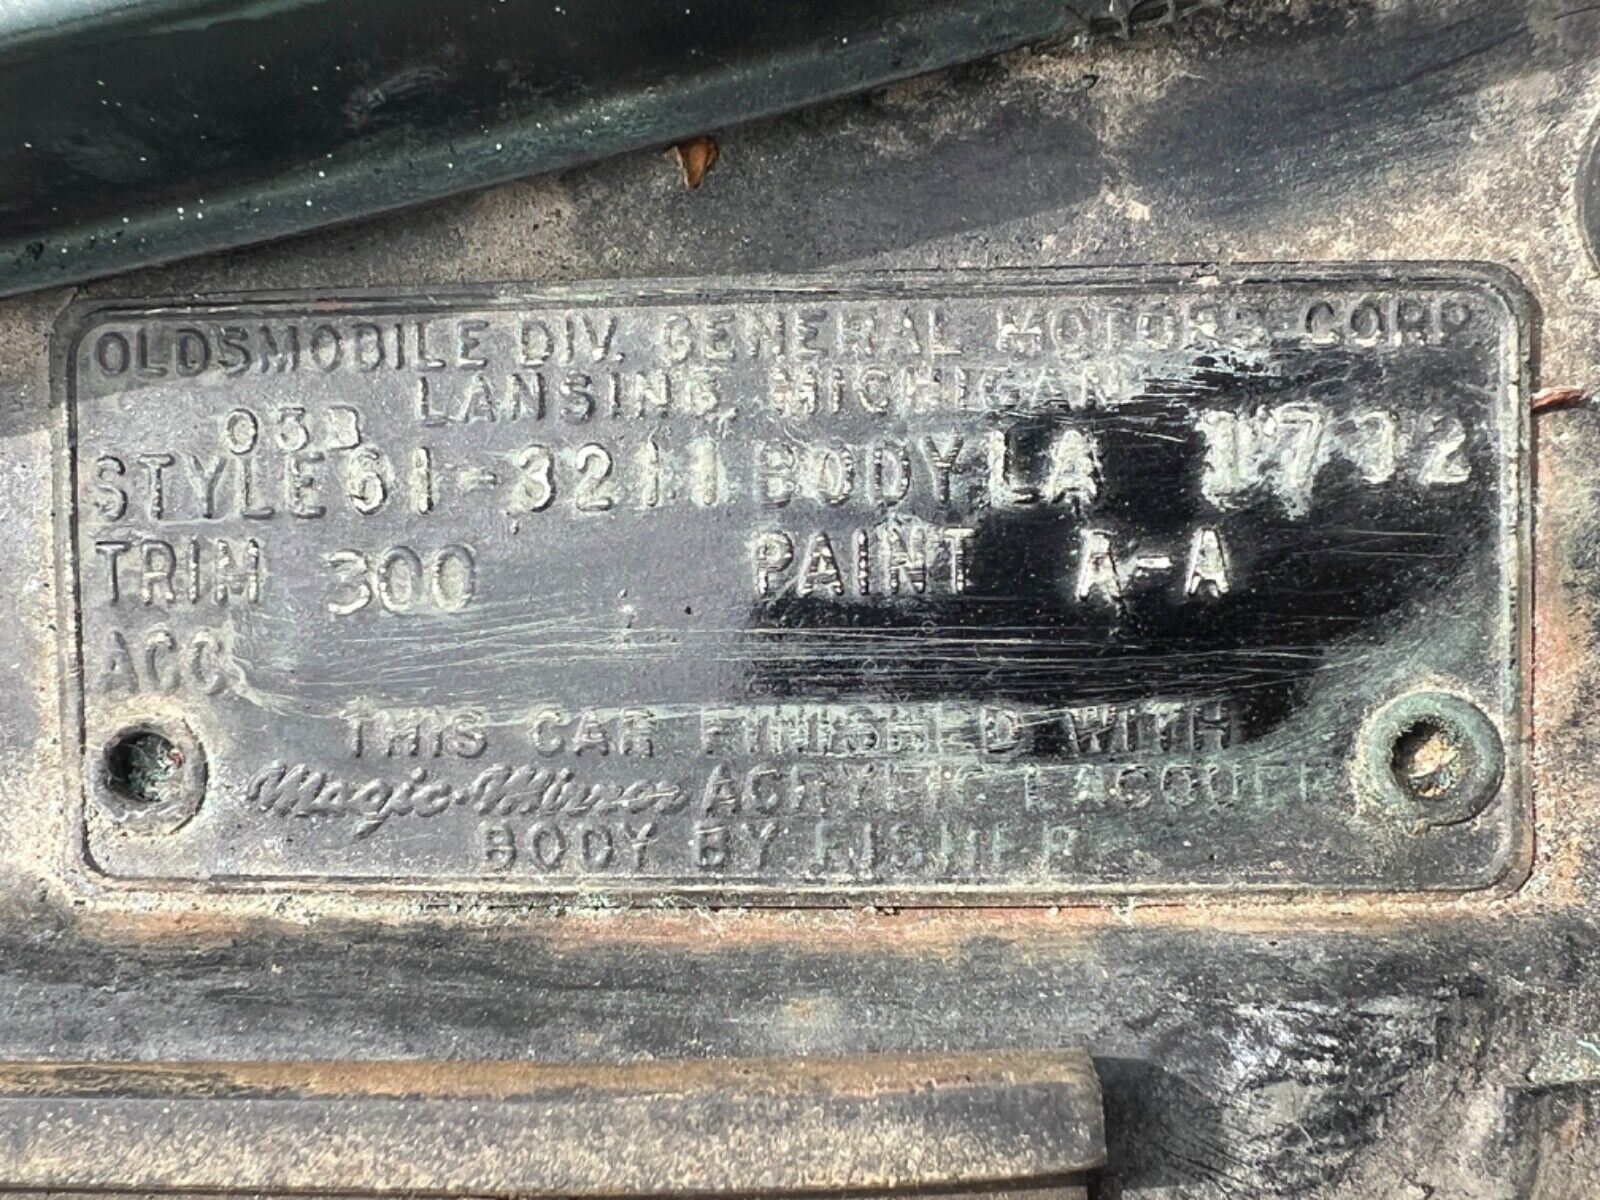 OLDSMOBILE DIV. GENERAL MOTORS CORP
LANSING, MICHIGAN
03B
STYLE 61-3211 BODY LA 1732
TRIM 300 PAINT A-A
ACC.
THIS CAR FINISHED WITH
Magic-Mirror ACRYLIC LACQUER
BODY BY FISHER